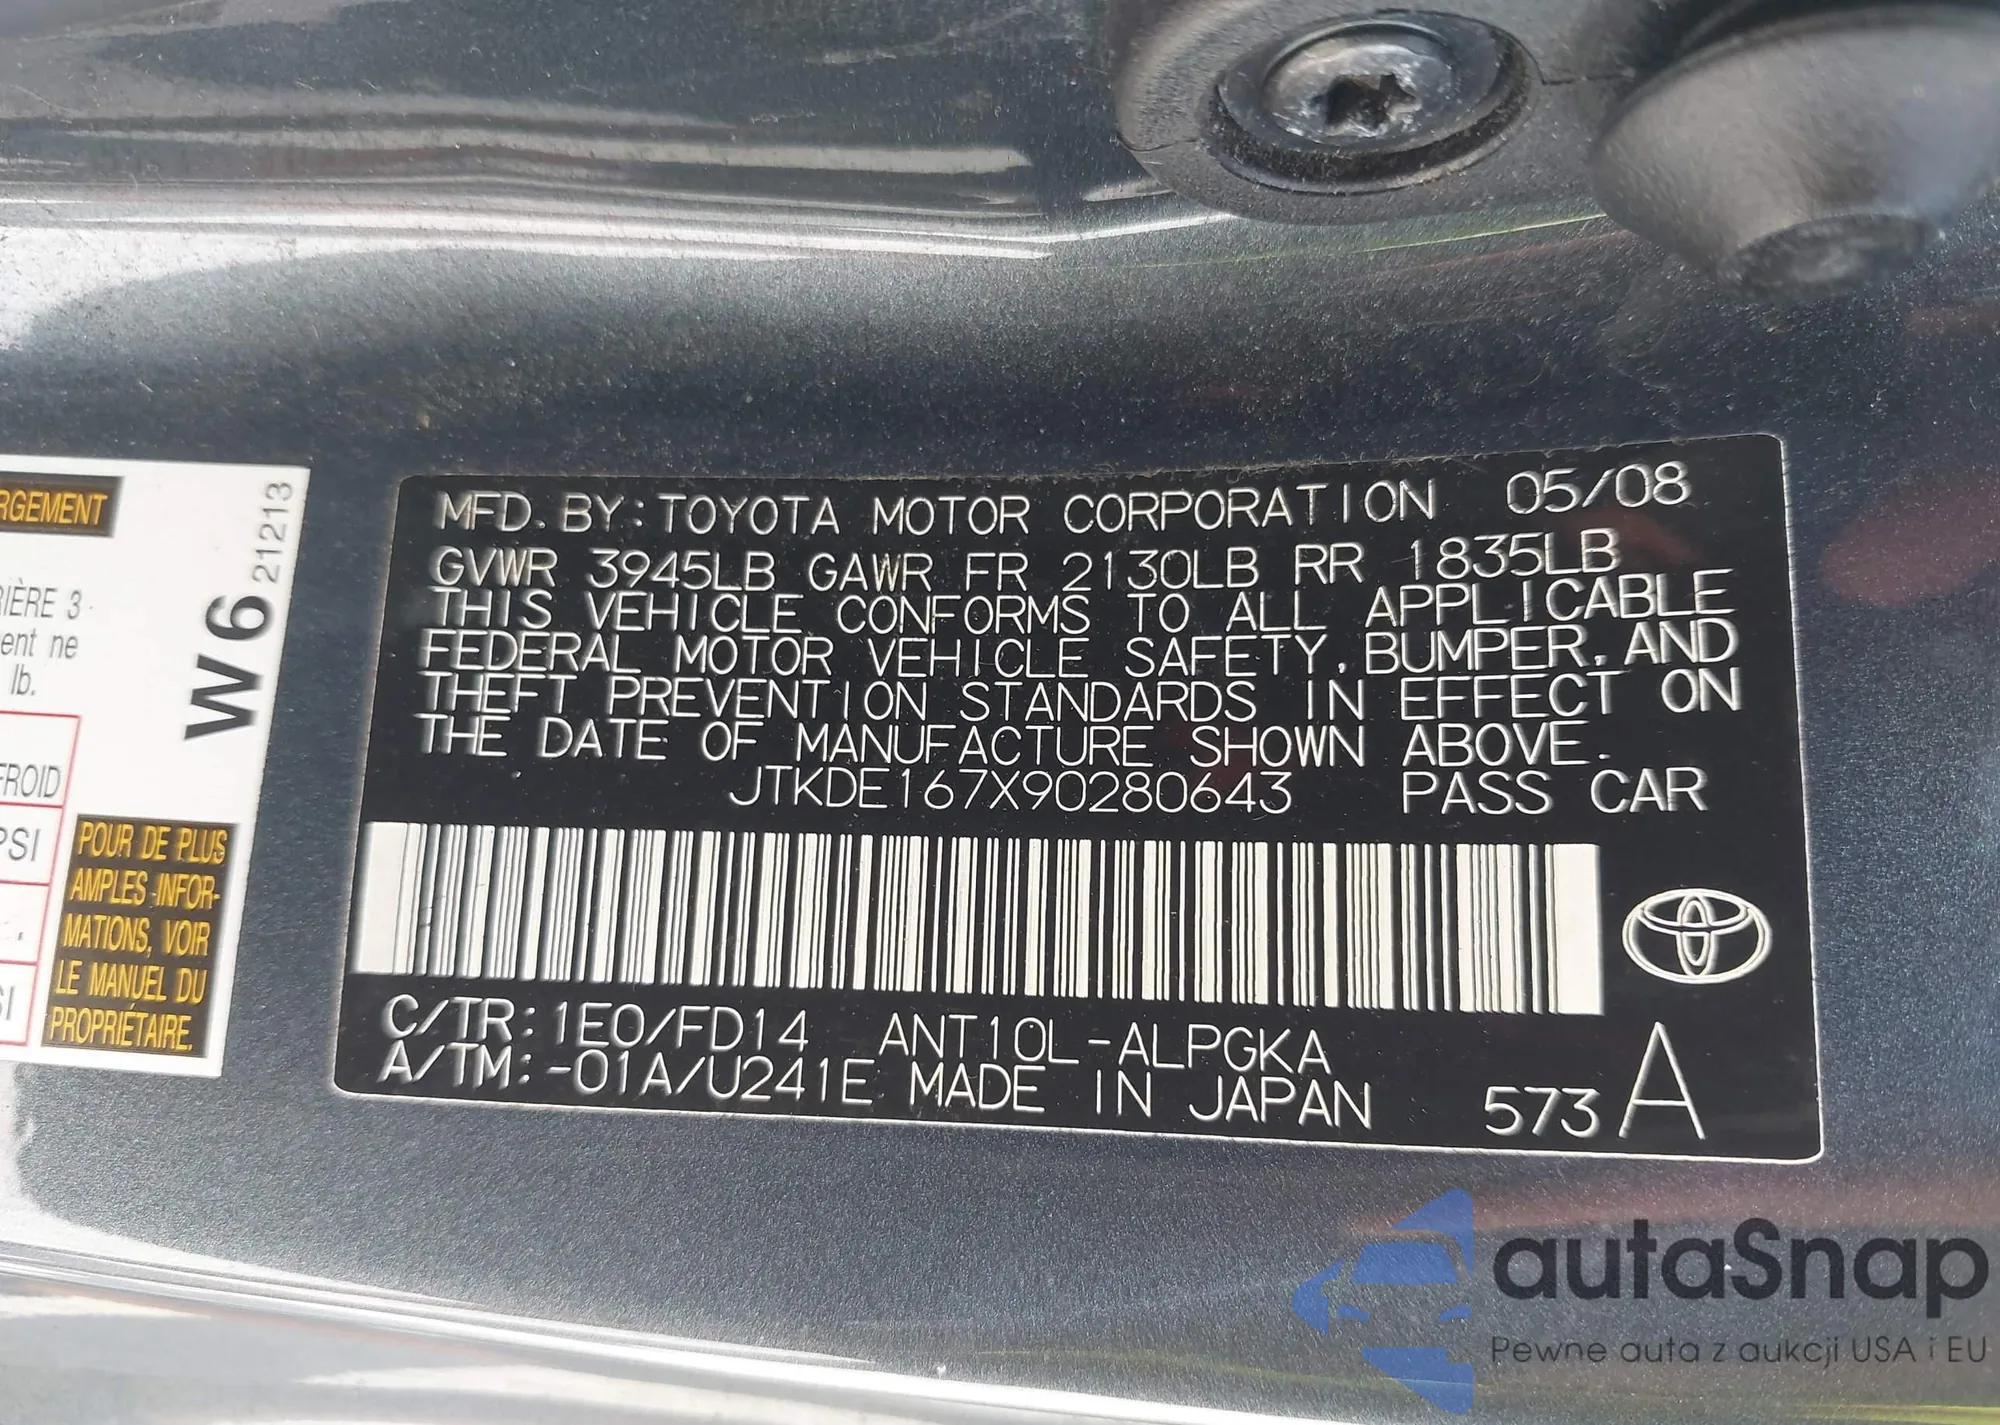 RGEMENT
RIÈRE 3
ent ne
lb.
FROID
PSI
SI
POUR DE PLUS
AMPLES INFOR-
MATIONS, VOIR
LE MANUEL DU
PROPRIÉTAIRE.
W6 21213
MFD. BY: TOYOTA MOTOR CORPORATION 05/08
GVWR 3945LB GAWR FR 2130LB RR 1835LB
THIS VEHICLE CONFORMS TO ALL APPLICABLE
FEDERAL MOTOR VEHICLE SAFETY, BUMPER, AND
THEFT PREVENTION STANDARDS IN EFFECT ON
THE DATE OF MANUFACTURE SHOWN ABOVE.
JTKDE167X90280643 PASS CAR
C/TR: 1E0/FD14 ANT10L-ALPGKA
A/TM: -01A/U241E MADE IN JAPAN 573 A
autaSnap
Pewne auta z aukcji USA i EU